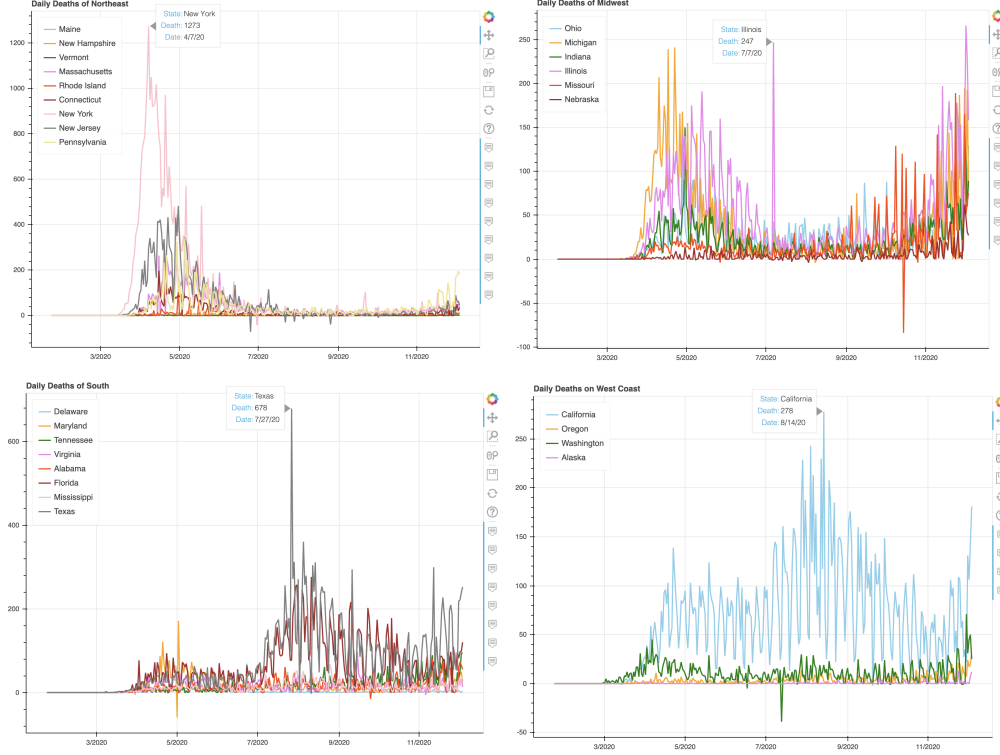 Daily Deaths of Northeast
State: New York
Death: 1273
Date: 4/7/20
Maine
New Hampshire
Vermont
Massachusetts
Rhode Island
Connecticut
New York
New Jersey
Pennsylvania
1200
1000
800
600
400
200
0
3/2020
5/2020
7/2020
9/2020
11/2020
Daily Deaths of Midwest
State: Illinois
Death: 247
Date: 7/7/20
Ohio
Michigan
Indiana
Illinois
Missouri
Nebraska
250
200
150
100
50
0
-50
-100
3/2020
5/2020
7/2020
9/2020
11/2020
Daily Deaths of South
State: Texas
Death: 678
Date: 7/27/20
Delaware
Maryland
Tennessee
Virginia
Alabama
Florida
Mississippi
Texas
600
400
200
0
3/2020
5/2020
7/2020
9/2020
11/2020
Daily Deaths on West Coast
State: California
Death: 278
Date: 8/14/20
California
Oregon
Washington
Alaska
250
200
150
100
50
0
-50
3/2020
5/2020
7/2020
9/2020
11/2020